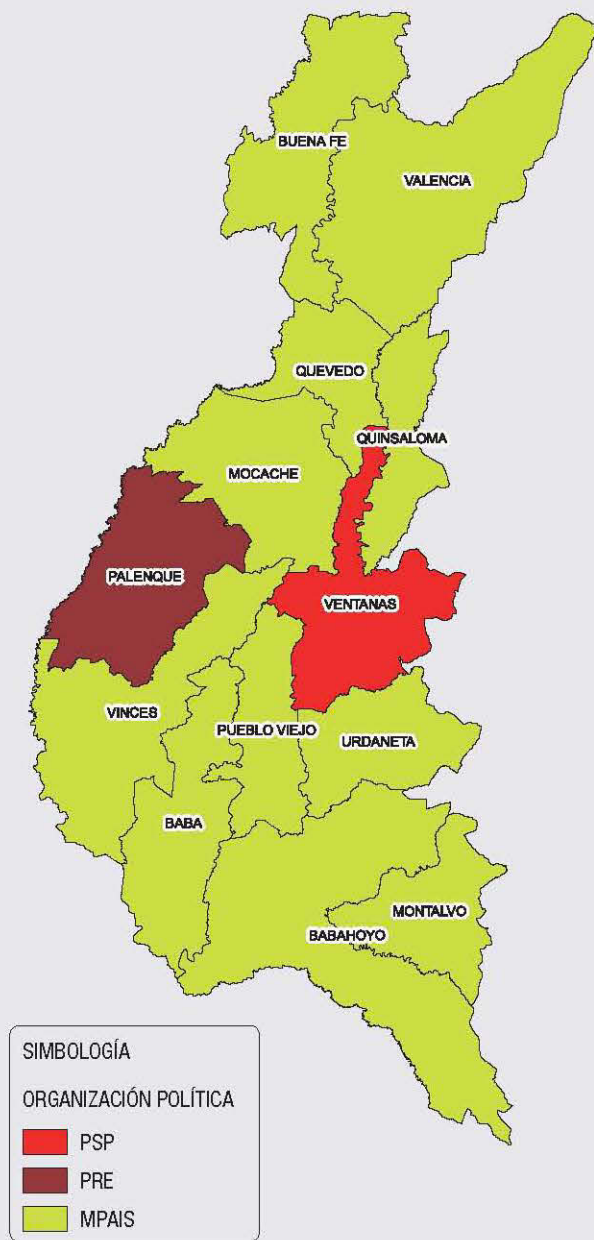 BUENA FE
VALENCIA
QUEVEDO
QUINSALOMA
MOCACHE
PALENQUE
VENTANAS
VINCES
PUEBLO VIEJO
URDANETA
BABA
MONTALVO
BABAHOYO
SIMBOLOGÍA
ORGANIZACIÓN POLÍTICA
PSP
PRE
MPAIS